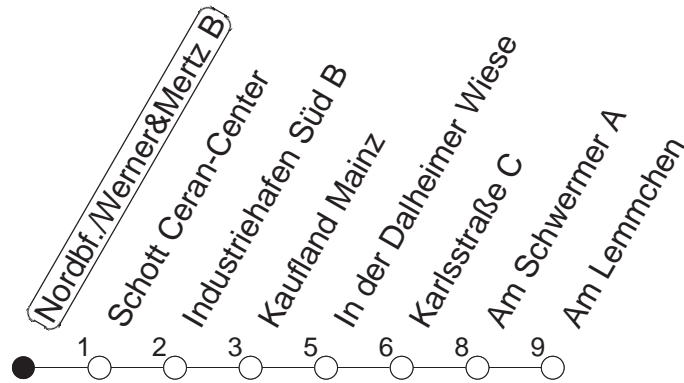 Nordbf./Werner&Mertz B
Schott Ceran-Center
Industriehafen Süd B
Kaufland Mainz
In der Dalheimer Wiese
Karlsstraße C
Am Schwermer A
Am Lemmchen
1 2 3 5 6 8 9